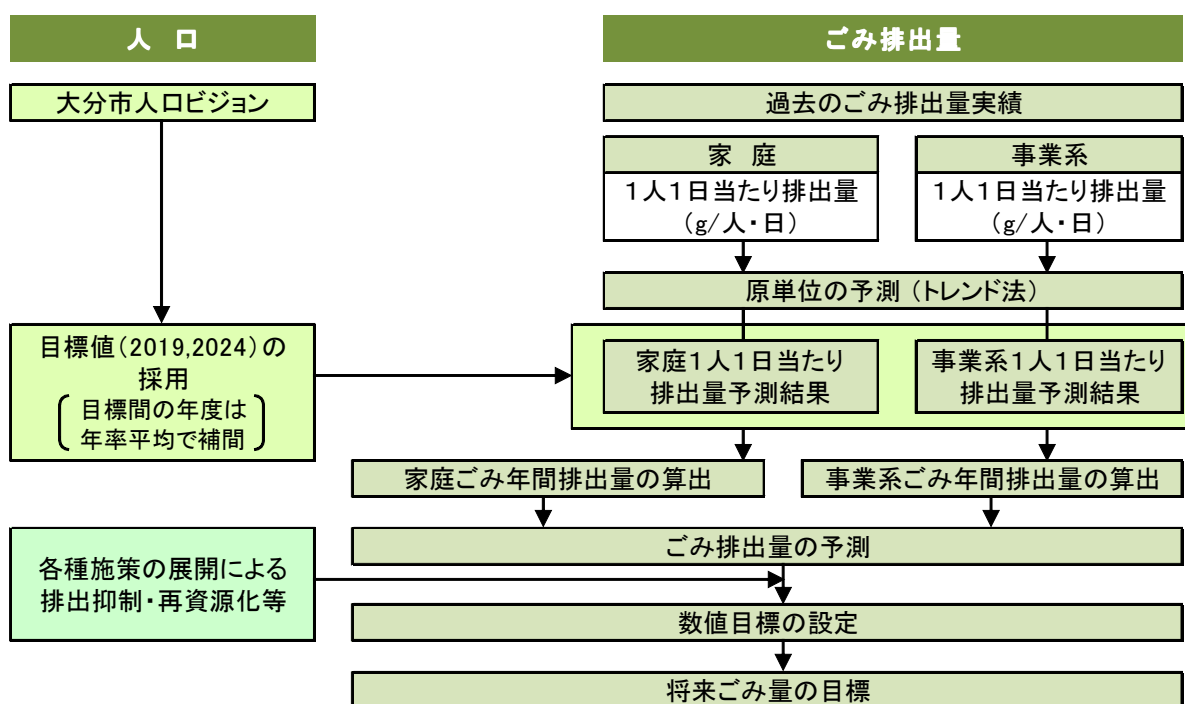 人 口
ごみ排出量
大分市人口ビジョン
過去のごみ排出量実績
家 庭
事業系
1人1日当たり排出量
(g/人・日)
1人1日当たり排出量
(g/人・日)
原単位の予測（トレンド法）
目標値（2019,2024）の
採用
目標間の年度は
年率平均で補間
家庭1人1日当たり
排出量予測結果
事業系1人1日当たり
排出量予測結果
家庭ごみ年間排出量の算出
事業系ごみ年間排出量の算出
ごみ排出量の予測
各種施策の展開による
排出抑制・再資源化等
数値目標の設定
将来ごみ量の目標